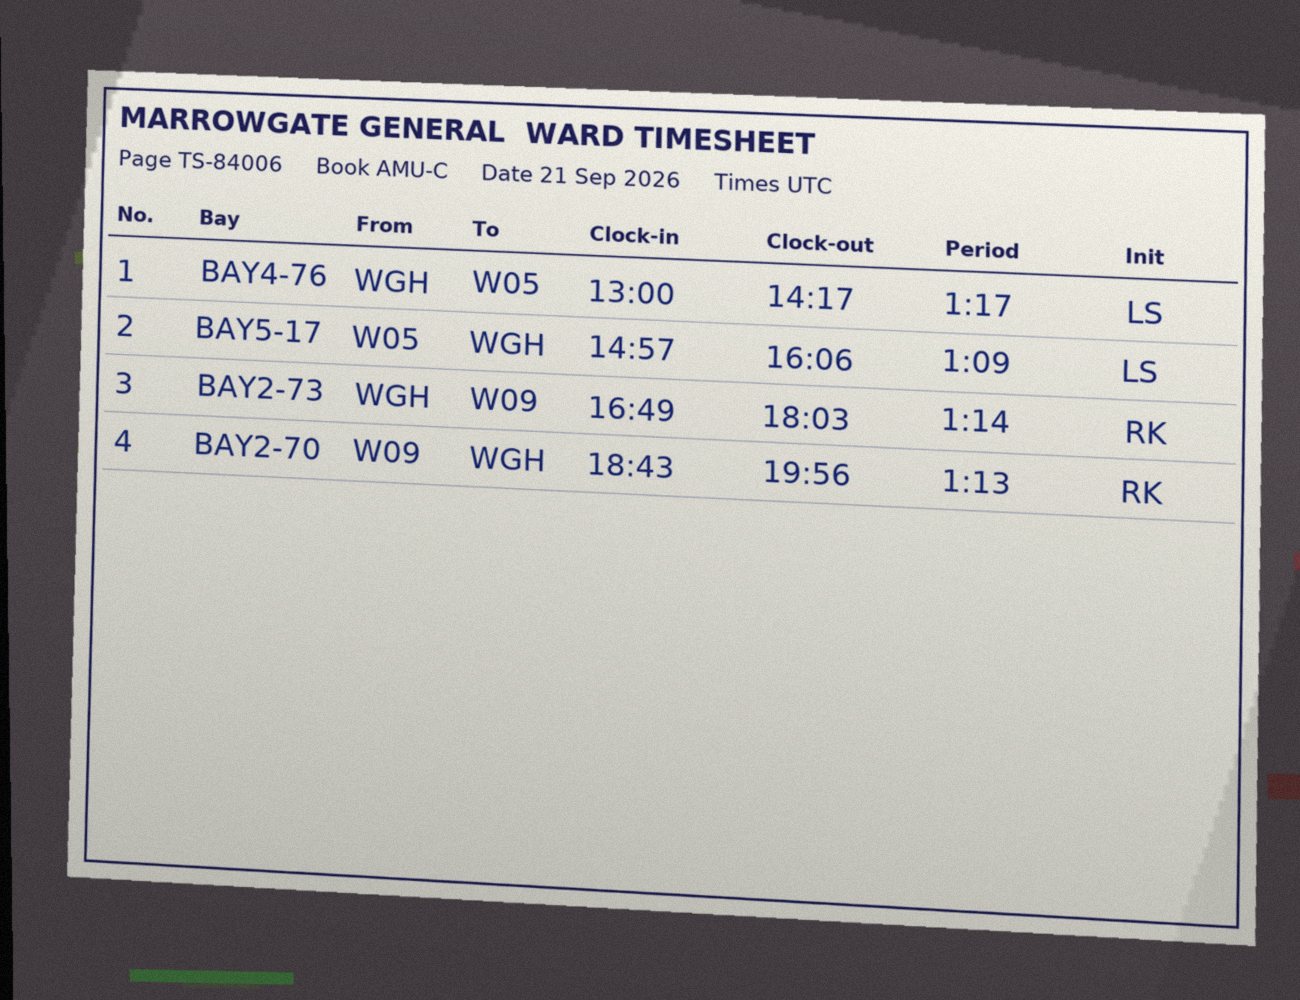 MARROWGATE GENERAL WARD TIMESHEET
Page TS-84006 Book AMU-C Date 21 Sep 2026 Times UTC
No. Bay From To Clock-in Clock-out Period Init
1 BAY4-76 WGH W05 13:00 14:17 1:17 LS
2 BAY5-17 W05 WGH 14:57 16:06 1:09 LS
3 BAY2-73 WGH W09 16:49 18:03 1:14 RK
4 BAY2-70 W09 WGH 18:43 19:56 1:13 RK